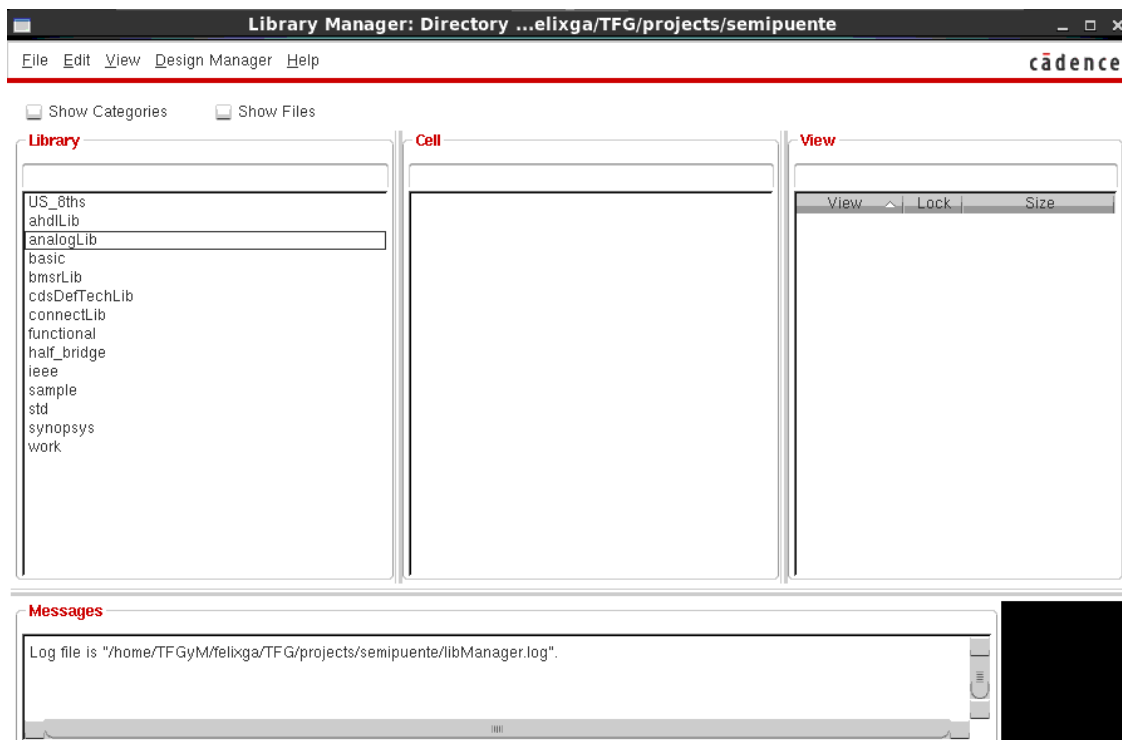 Library Manager: Directory ...elixga/TFG/projects/semipuente
File Edit View Design Manager Help
cādence
Show Categories Show Files
Library
Cell
View
View Lock Size
US_8ths
ahdlLib
analogLib
basic
bmsrLib
cdsDefTechLib
connectLib
functional
half_bridge
ieee
sample
std
synopsys
work
Messages
Log file is "/home/TFGyM/felixga/TFG/projects/semipuente/libManager.log".